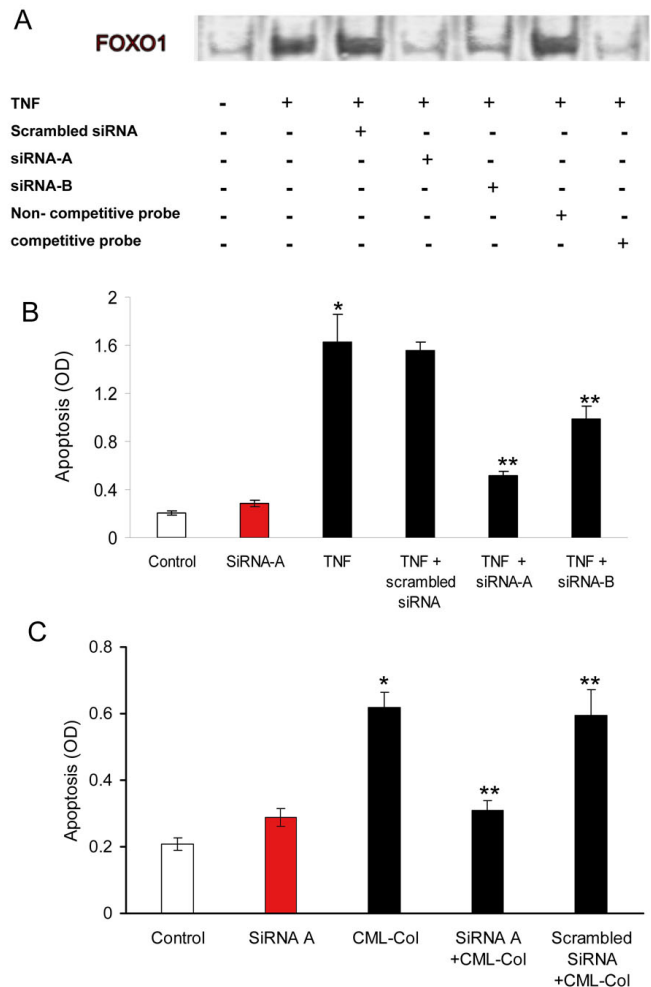 A
FOXO1
TNF - + + + + + +
Scrambled siRNA - - + - - - -
siRNA-A - - - + - - -
siRNA-B - - - - + - -
Non- competitive probe - - - - - + -
competitive probe - - - - - - +
B
Apoptosis (OD)
2
1.6
1.2
0.8
0.4
0
*
**
**
Control SiRNA-A TNF TNF + TNF + TNF +
scrambled siRNA-A siRNA-B
siRNA
C
Apoptosis (OD)
0.8
0.6
0.4
0.2
0
*
**
**
Control SiRNA A CML-Col SiRNA A Scrambled
+CML-Col SiRNA
+CML-Col